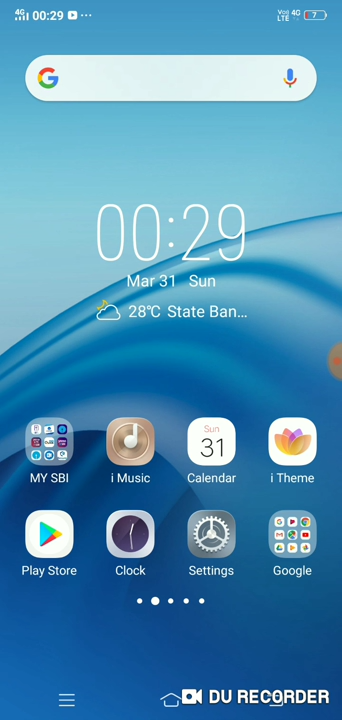 4G 00:29
VoD 4G
LTE 7
00:29
Mar 31 Sun
28℃ State Ban...
Sun
31
MY SBI
i Music
Calendar
i Theme
Play Store
Clock
Settings
Google
DU RECORDER